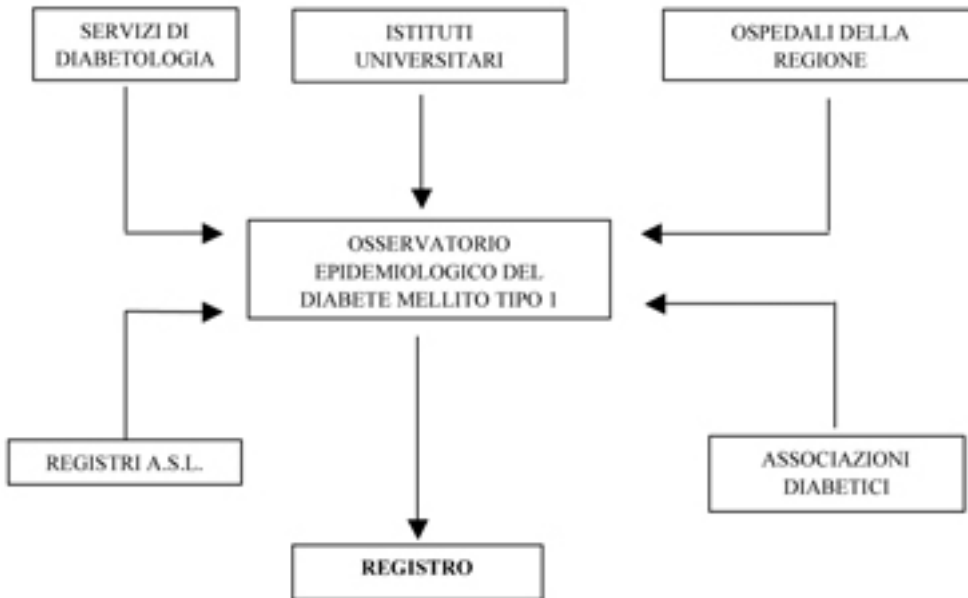 SERVIZI DI
DIABETOLOGIA
ISTITUTI
UNIVERSITARI
OSPEDALI DELLA
REGIONE
OSSERVATORIO
EPIDEMIOLOGICO DEL
DIABETE MELLITO TIPO 1
REGISTRI A.S.L.
ASSOCIAZIONI
DIABETICI
REGISTRO